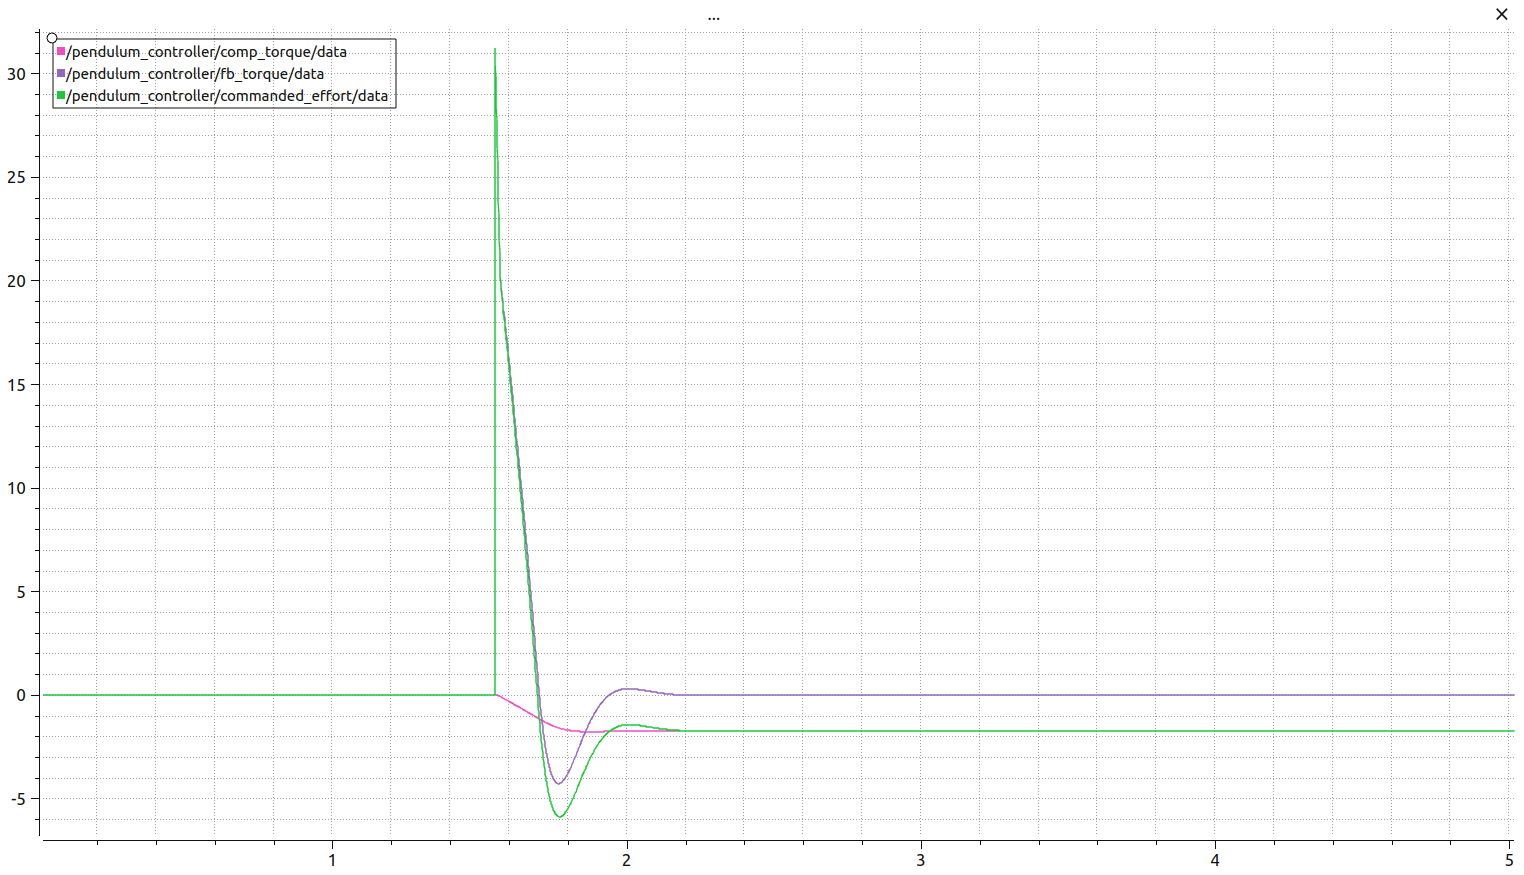 ...
/pendulum_controller/comp_torque/data
/pendulum_controller/fb_torque/data
/pendulum_controller/commanded_effort/data
30
25
20
15
10
5
0
-5
1 2 3 4 5